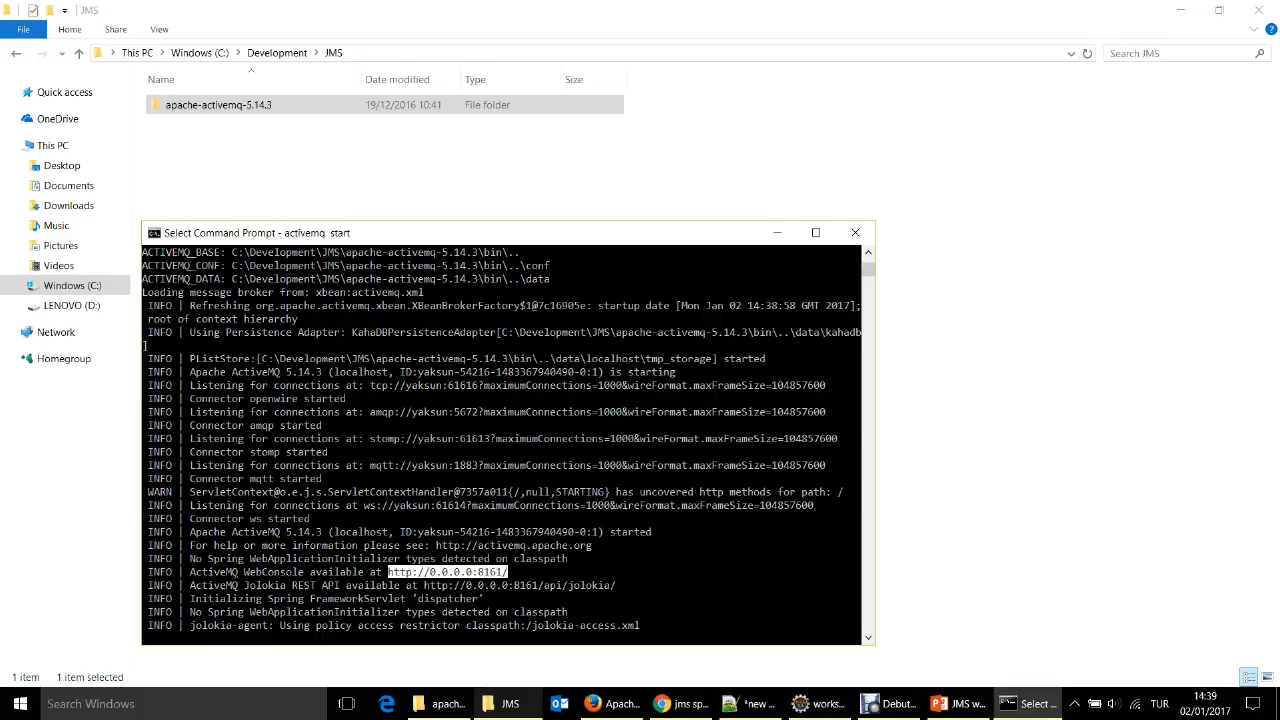 JMS
File Home Share View
This PC Windows (C:) Development JMS
Search JMS
Name Date modified Type Size
Quick access
apache-activemq-5.14.3 19/12/2016 10:41 File folder
OneDrive
This PC
Desktop
Documents
Downloads
Music
Pictures
Videos
Windows (C:)
LENOVO (D:)
Network
Homegroup
Select Command Prompt - activemq start
ACTIVEMQ_BASE: C:\Development\JMS\apache-activemq-5.14.3\bin\..
ACTIVEMQ_CONF: C:\Development\JMS\apache-activemq-5.14.3\bin\..\conf
ACTIVEMQ_DATA: C:\Development\JMS\apache-activemq-5.14.3\bin\..\data
Loading message broker from: xbean:activemq.xml
INFO | Refreshing org.apache.activemq.xbean.XBeanBrokerFactory$1@7c16905e: startup date [Mon Jan 02 14:38:58 GMT 2017];
root of context hierarchy
INFO | Using Persistence Adapter: KahaDBPersistenceAdapter[C:\Development\JMS\apache-activemq-5.14.3\bin\..\data\kahadb
]
INFO | PListStore:[C:\Development\JMS\apache-activemq-5.14.3\bin\..\data\localhost\tmp_storage] started
INFO | Apache ActiveMQ 5.14.3 (localhost, ID:yaksun-54216-1483367940490-0:1) is starting
INFO | Listening for connections at: tcp://yaksun:61616?maximumConnections=1000&wireFormat.maxFrameSize=104857600
INFO | Connector openwire started
INFO | Listening for connections at: amqp://yaksun:5672?maximumConnections=1000&wireFormat.maxFrameSize=104857600
INFO | Connector amqp started
INFO | Listening for connections at: stomp://yaksun:61613?maximumConnections=1000&wireFormat.maxFrameSize=104857600
INFO | Connector stomp started
INFO | Listening for connections at: mqtt://yaksun:1883?maximumConnections=1000&wireFormat.maxFrameSize=104857600
INFO | Connector mqtt started
WARN | ServletContext@o.e.j.s.ServletContextHandler@7357a011{/,null,STARTING} has uncovered http methods for path: /
INFO | Listening for connections at ws://yaksun:61614?maximumConnections=1000&wireFormat.maxFrameSize=104857600
INFO | Connector ws started
INFO | Apache ActiveMQ 5.14.3 (localhost, ID:yaksun-54216-1483367940490-0:1) started
INFO | For help or more information please see: http://activemq.apache.org
INFO | No Spring WebApplicationInitializer types detected on classpath
INFO | ActiveMQ WebConsole available at http://0.0.0.0:8161/
INFO | ActiveMQ Jolokia REST API available at http://0.0.0.0:8161/api/jolokia/
INFO | Initializing Spring FrameworkServlet 'dispatcher'
INFO | No Spring WebApplicationInitializer types detected on classpath
INFO | jolokia-agent: Using policy access restrictor classpath:/jolokia-access.xml
1 item 1 item selected
Search Windows apach... JMS Apach... jms sp... *new ... works... Debut... JMS w... Select ... TUR 14:39
02/01/2017